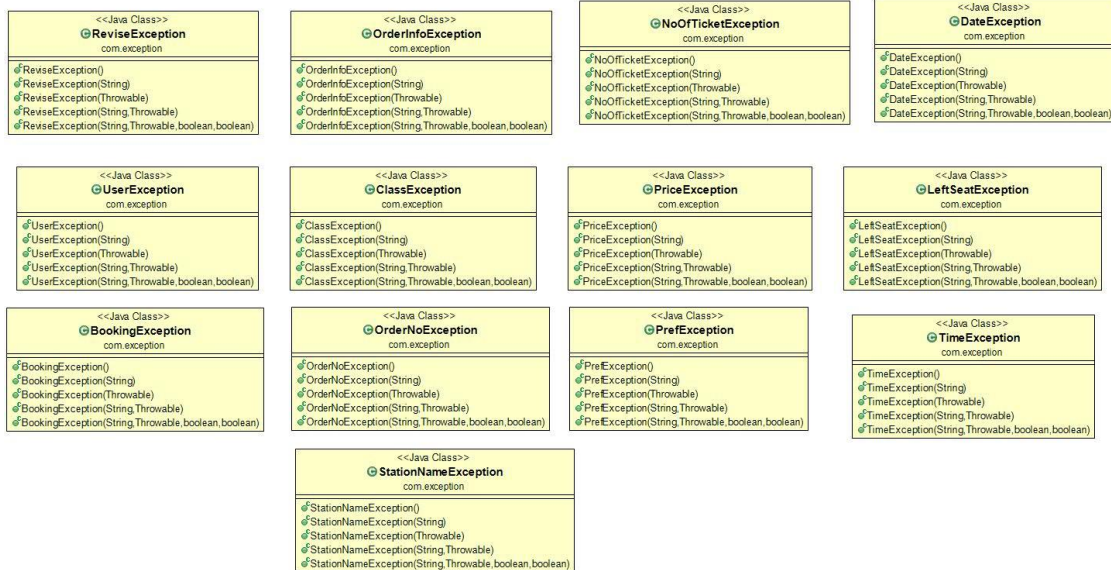 <<Java Class>>
ReviseException
com.exception
ReviseException()
ReviseException(String)
ReviseException(Throwable)
ReviseException(String,Throwable)
ReviseException(String,Throwable,boolean,boolean)
<<Java Class>>
OrderInfoException
com.exception
OrderInfoException()
OrderInfoException(String)
OrderInfoException(Throwable)
OrderInfoException(String,Throwable)
OrderInfoException(String,Throwable,boolean,boolean)
<<Java Class>>
NoOfTicketException
com.exception
NoOfTicketException()
NoOfTicketException(String)
NoOfTicketException(Throwable)
NoOfTicketException(String,Throwable)
NoOfTicketException(String,Throwable,boolean,boolean)
<<Java Class>>
DateException
com.exception
DateException()
DateException(String)
DateException(Throwable)
DateException(String,Throwable)
DateException(String,Throwable,boolean,boolean)
<<Java Class>>
UserException
com.exception
UserException()
UserException(String)
UserException(Throwable)
UserException(String,Throwable)
UserException(String,Throwable,boolean,boolean)
<<Java Class>>
ClassException
com.exception
ClassException()
ClassException(String)
ClassException(Throwable)
ClassException(String,Throwable)
ClassException(String,Throwable,boolean,boolean)
<<Java Class>>
PriceException
com.exception
PriceException()
PriceException(String)
PriceException(Throwable)
PriceException(String,Throwable)
PriceException(String,Throwable,boolean,boolean)
<<Java Class>>
LeftSeatException
com.exception
LeftSeatException()
LeftSeatException(String)
LeftSeatException(Throwable)
LeftSeatException(String,Throwable)
LeftSeatException(String,Throwable,boolean,boolean)
<<Java Class>>
BookingException
com.exception
BookingException()
BookingException(String)
BookingException(Throwable)
BookingException(String,Throwable)
BookingException(String,Throwable,boolean,boolean)
<<Java Class>>
OrderNoException
com.exception
OrderNoException()
OrderNoException(String)
OrderNoException(Throwable)
OrderNoException(String,Throwable)
OrderNoException(String,Throwable,boolean,boolean)
<<Java Class>>
PrefException
com.exception
PrefException()
PrefException(String)
PrefException(Throwable)
PrefException(String,Throwable)
PrefException(String,Throwable,boolean,boolean)
<<Java Class>>
TimeException
com.exception
TimeException()
TimeException(String)
TimeException(Throwable)
TimeException(String,Throwable)
TimeException(String,Throwable,boolean,boolean)
<<Java Class>>
StationNameException
com.exception
StationNameException()
StationNameException(String)
StationNameException(Throwable)
StationNameException(String,Throwable)
StationNameException(String,Throwable,boolean,boolean)